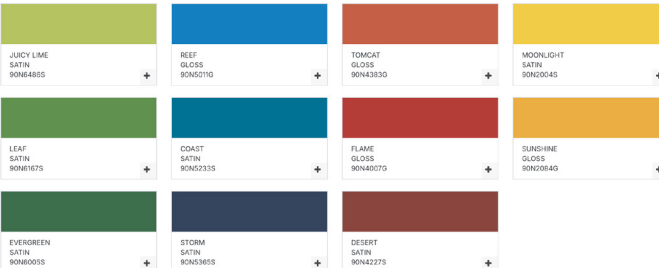 JUICY LIME
SATIN
90N6486S
REEF
GLOSS
90N5011G
TOMCAT
GLOSS
90N4383G
MOONLIGHT
SATIN
90N2004S
LEAF
SATIN
90N6167S
COAST
SATIN
90N5233S
FLAME
GLOSS
90N4007G
SUNSHINE
GLOSS
90N2084G
EVERGREEN
SATIN
90N6005S
STORM
SATIN
90N5365S
DESERT
SATIN
90N4227S